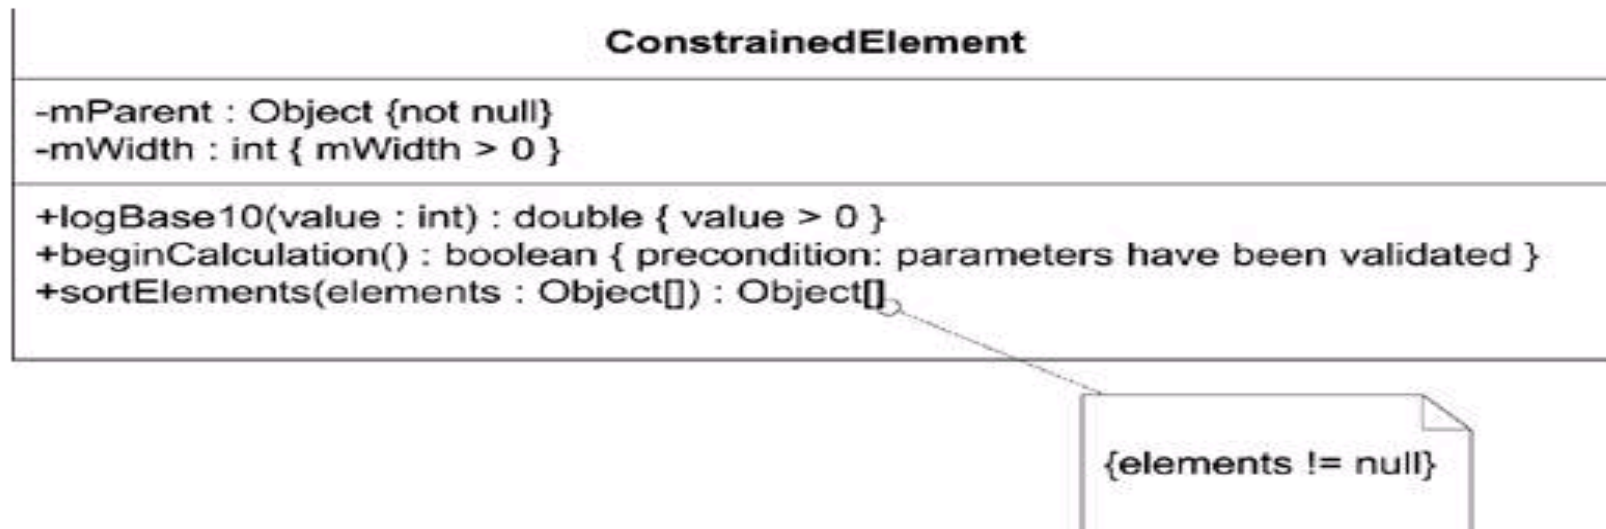 ConstrainedElement
-mParent : Object {not null}
-mWidth : int { mWidth > 0 }
+logBase10(value : int) : double { value > 0 }
+beginCalculation() : boolean { precondition: parameters have been validated }
+sortElements(elements : Object[]) : Object[]
{elements != null}